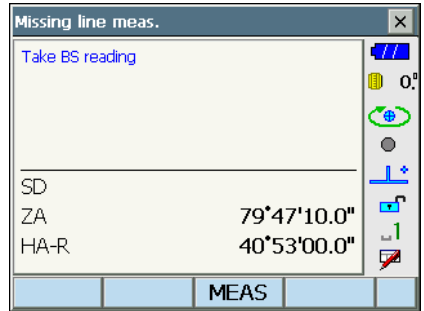 Missing line meas.
Take BS reading
0."
SD
ZA 79°47'10.0"
HA-R 40°53'00.0"
1
MEAS